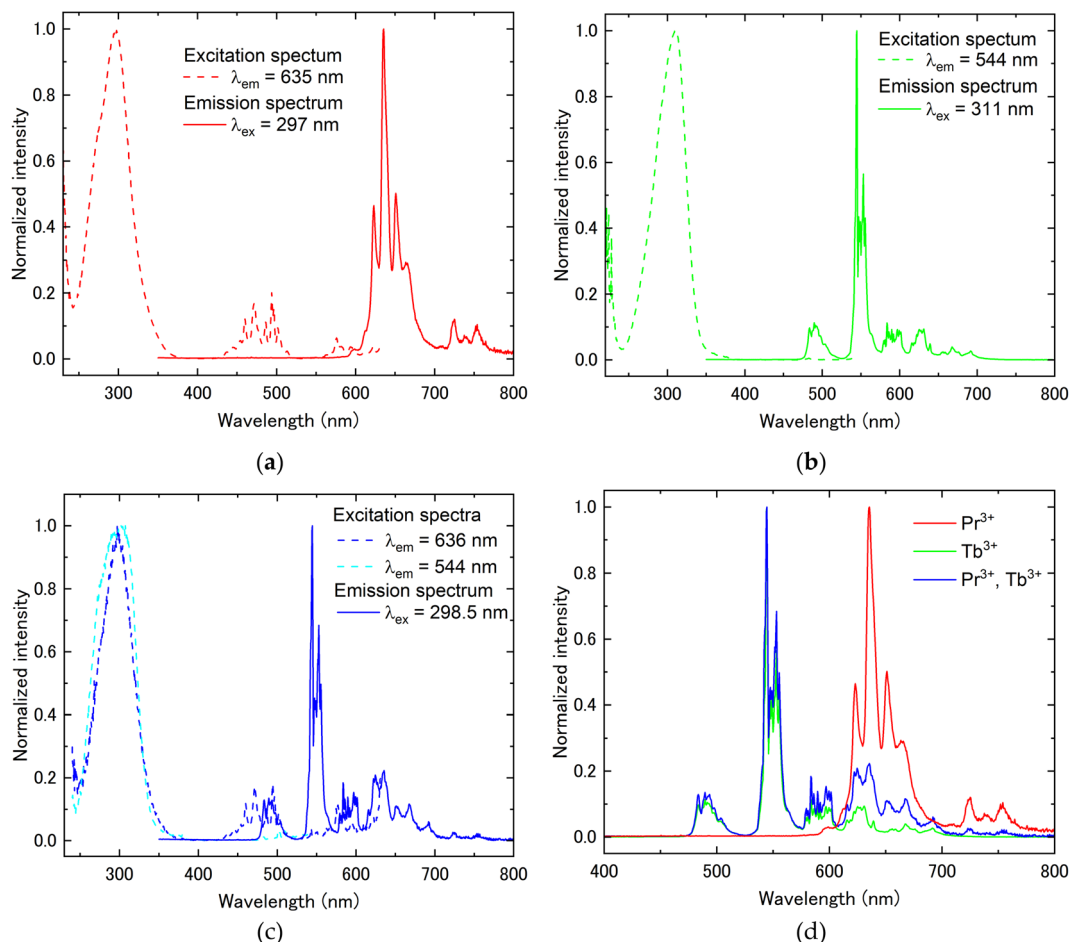 Excitation spectum
λem = 635 nm
Emission spectrum
λex = 297 nm
Normalized intensity
1.0
0.8
0.6
0.4
0.2
0.0
300 400 500 600 700 800
Wavelength (nm)
(a)
Excitation spectum
λem = 544 nm
Emission spectrum
λex = 311 nm
Normalized intensity
1.0
0.8
0.6
0.4
0.2
0.0
300 400 500 600 700 800
Wavelength (nm)
(b)
Excitation spectra
λem = 636 nm
λem = 544 nm
Emission spectrum
λex = 298.5 nm
Normalized intensity
1.0
0.8
0.6
0.4
0.2
0.0
300 400 500 600 700 800
Wavelength (nm)
(c)
Pr3+
Tb3+
Pr3+, Tb3+
Normalized intensity
1.0
0.8
0.6
0.4
0.2
0.0
400 500 600 700 800
Wavelength (nm)
(d)